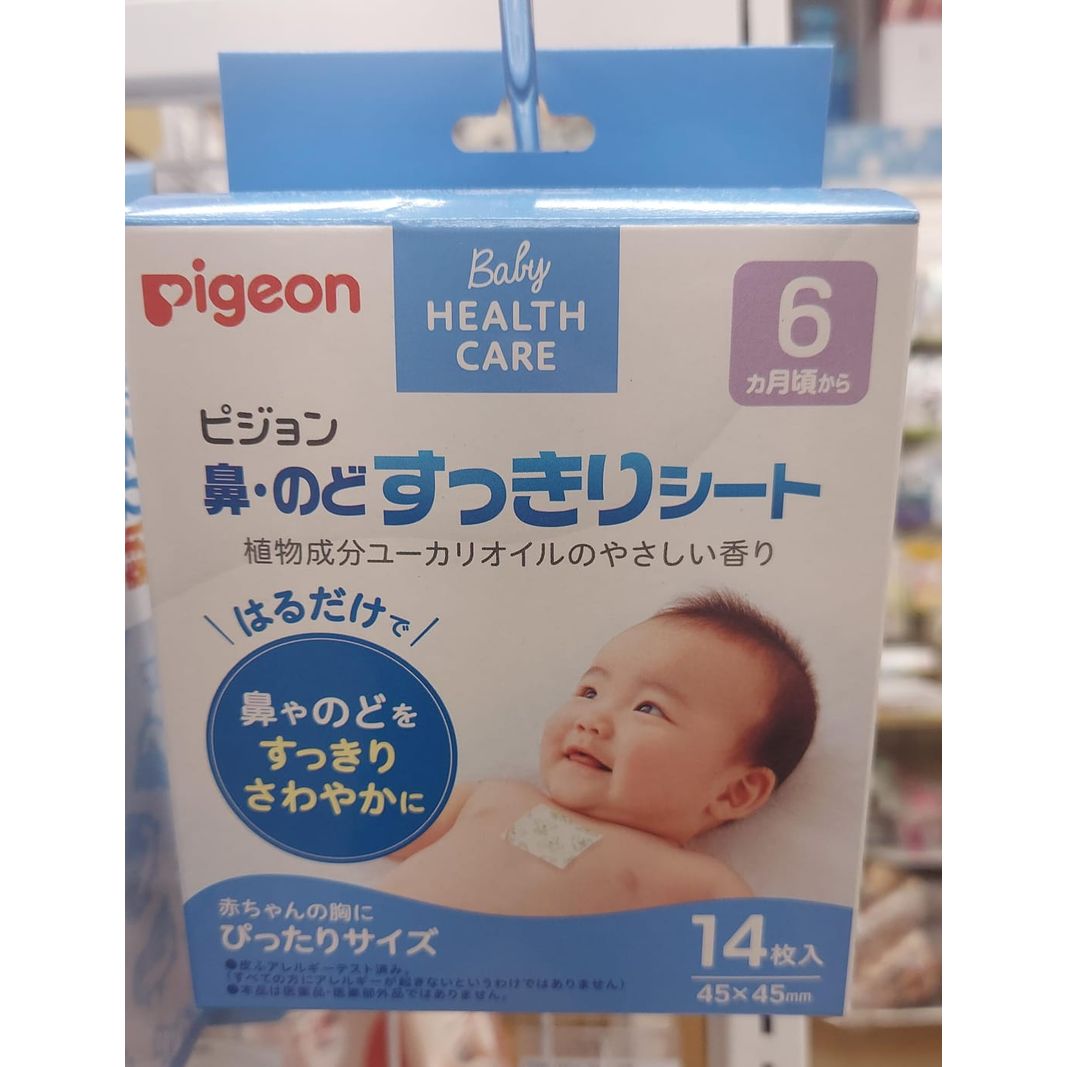 Pigeon
Baby
HEALTH
CARE
6
カ月頃から
ピジョン
鼻・のどすっきりシート
植物成分ユーカリオイルのやさしい香り
はるだけで
鼻やのどを
すっきり
さわやかに
赤ちゃんの胸に
ぴったりサイズ
●皮ふアレルギーテスト済み。
(すべての方にアレルギーが起きないというわけではありません)
●本品は医薬品・医薬部外品ではありません。
14枚入
45×45mm